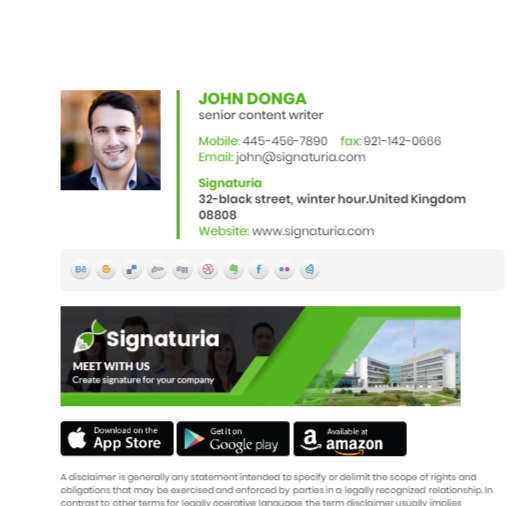 JOHN DONGA
senior content writer
Mobile: 445-456-7890 fax: 921-142-0666
Email: john@signaturia.com
Signaturia
32-black street, winter hour.United Kingdom
08808
Website: www.signaturia.com
Bē
digg
f
Signaturia
MEET WITH US
Create signature for your company
Download on the
App Store
Get it on
Google play
Available at
amazon
A disclaimer is generally any statement intended to specify or delimit the scope of rights and
obligations that may be exercised and enforced by parties in a legally recognized relationship. In
contrast to other terms for legally operative language, the term disclaimer usually implies